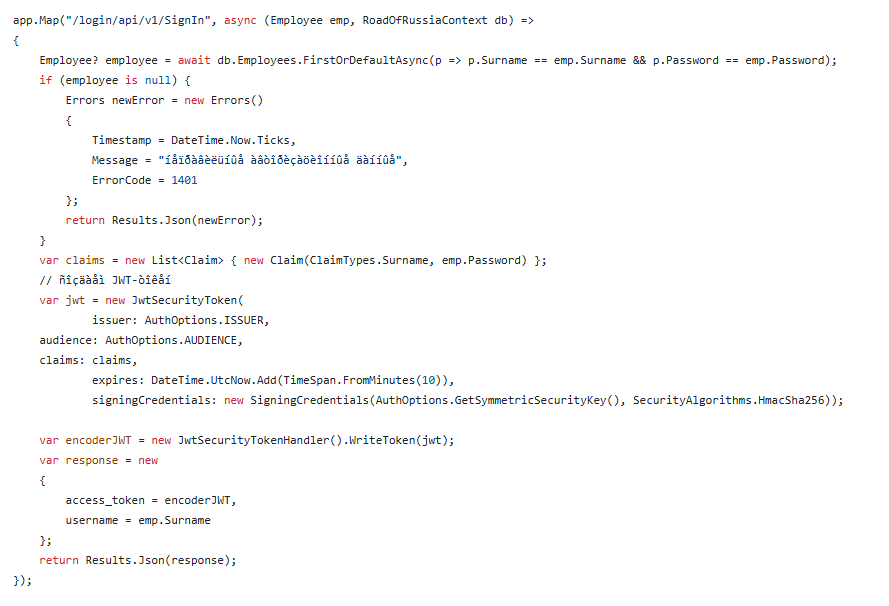 app.Map("/login/api/v1/SignIn", async (Employee emp, RoadOfRussiaContext db) =>
{
    Employee? employee = await db.Employees.FirstOrDefaultAsync(p => p.Surname == emp.Surname && p.Password == emp.Password);
    if (employee is null) {
        Errors newError = new Errors()
        {
            Timestamp = DateTime.Now.Ticks,
            Message = "íåïðàâèëüíûå àâòîðèçàöèîííûå äàííûå",
            ErrorCode = 1401
        };
        return Results.Json(newError);
    }
    var claims = new List<Claim> { new Claim(ClaimTypes.Surname, emp.Password) };
    // ñîçäàåì JWT-òîêåí
    var jwt = new JwtSecurityToken(
            issuer: AuthOptions.ISSUER,
    audience: AuthOptions.AUDIENCE,
    claims: claims,
            expires: DateTime.UtcNow.Add(TimeSpan.FromMinutes(10)),
            signingCredentials: new SigningCredentials(AuthOptions.GetSymmetricSecurityKey(), SecurityAlgorithms.HmacSha256));

    var encoderJWT = new JwtSecurityTokenHandler().WriteToken(jwt);
    var response = new
    {
        access_token = encoderJWT,
        username = emp.Surname
    };
    return Results.Json(response);
});